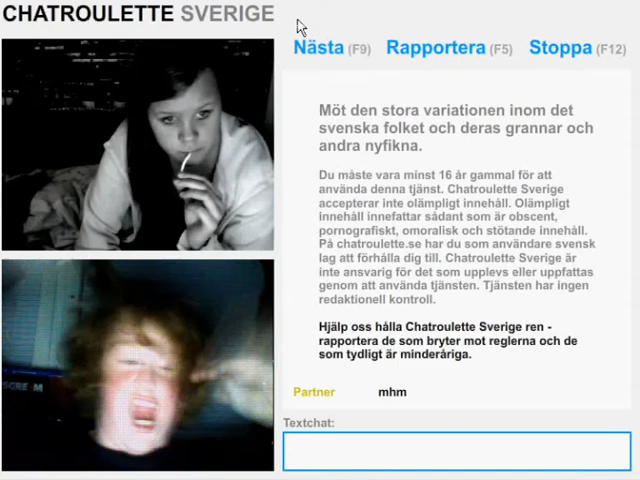 CHATROULETTE SVERIGE
Nästa (F9) Rapportera (F5) Stoppa (F12)
Möt den stora variationen inom det
svenska folket och deras grannar och
andra nyfikna.
Du måste vara minst 16 år gammal för att
använda denna tjänst. Chatroulette Sverige
accepterar inte olämpligt innehåll. Olämpligt
innehåll innefattar sådant som är obscent,
pornografiskt, omoralisk och stötande innehåll.
På chatroulette.se har du som användare svensk
lag att förhålla dig till. Chatroulette Sverige är
inte ansvarig för det som upplevs eller uppfattas
genom att använda tjänsten. Tjänsten har ingen
redaktionell kontroll.
Hjälp oss hålla Chatroulette Sverige ren -
rapportera de som bryter mot reglerna och de
som tydligt är minderåriga.
Partner mhm
Textchat: